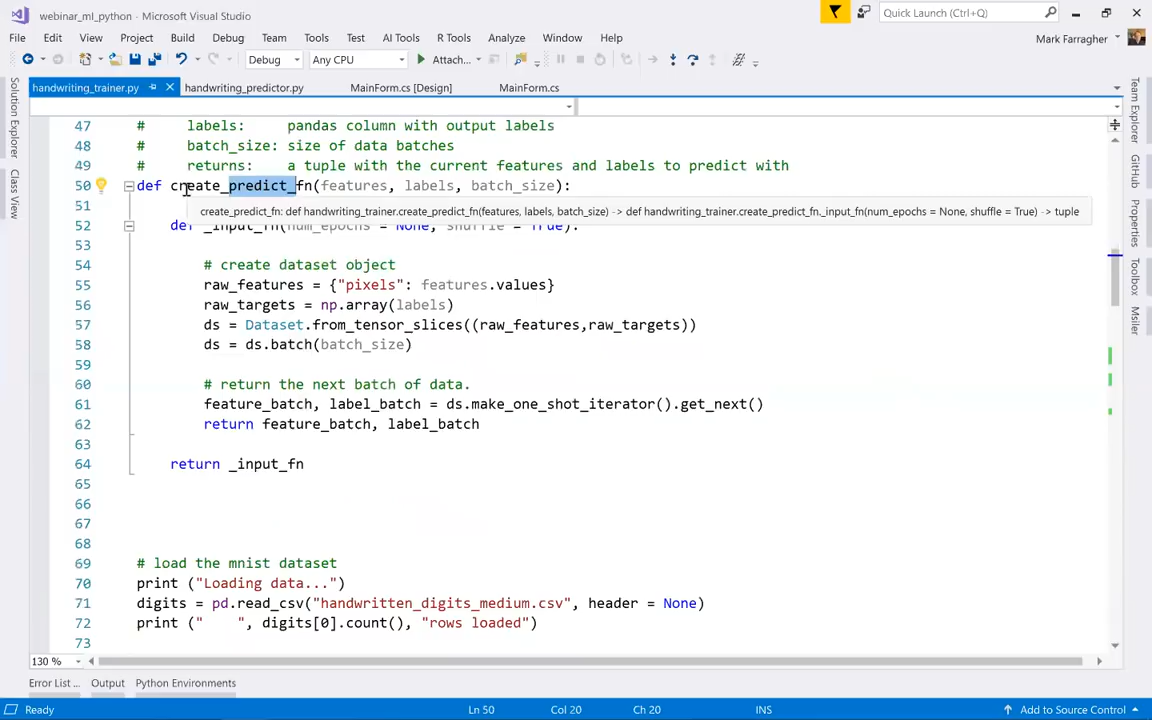 webinar_ml_python - Microsoft Visual Studio
Quick Launch (Ctrl+Q)
File Edit View Project Build Debug Team Tools Test AI Tools R Tools Analyze Window Help
Mark Farragher
Debug Any CPU Attach...
handwriting_trainer.py handwriting_predictor.py MainForm.cs [Design] MainForm.cs
Solution Explorer
Class View
Team Explorer
GitHub
Properties
Toolbox
Msiler
47 # labels: pandas column with output labels
48 # batch_size: size of data batches
49 # returns: a tuple with the current features and labels to predict with
50 def create_predict_fn(features, labels, batch_size):
51
create_predict_fn: def handwriting_trainer.create_predict_fn(features, labels, batch_size) -> def handwriting_trainer.create_predict_fn._input_fn(num_epochs = None, shuffle = True) -> tuple
52 def _input_fn(num_epochs = None, shuffle = True):
53
54 # create dataset object
55 raw_features = {"pixels": features.values}
56 raw_targets = np.array(labels)
57 ds = Dataset.from_tensor_slices((raw_features,raw_targets))
58 ds = ds.batch(batch_size)
59
60 # return the next batch of data.
61 feature_batch, label_batch = ds.make_one_shot_iterator().get_next()
62 return feature_batch, label_batch
63
64 return _input_fn
65
66
67
68
69 # load the mnist dataset
70 print ("Loading data...")
71 digits = pd.read_csv("handwritten_digits_medium.csv", header = None)
72 print ("    ", digits[0].count(), "rows loaded")
73
130 %
Error List ... Output Python Environments
Ready Ln 50 Col 20 Ch 20 INS Add to Source Control